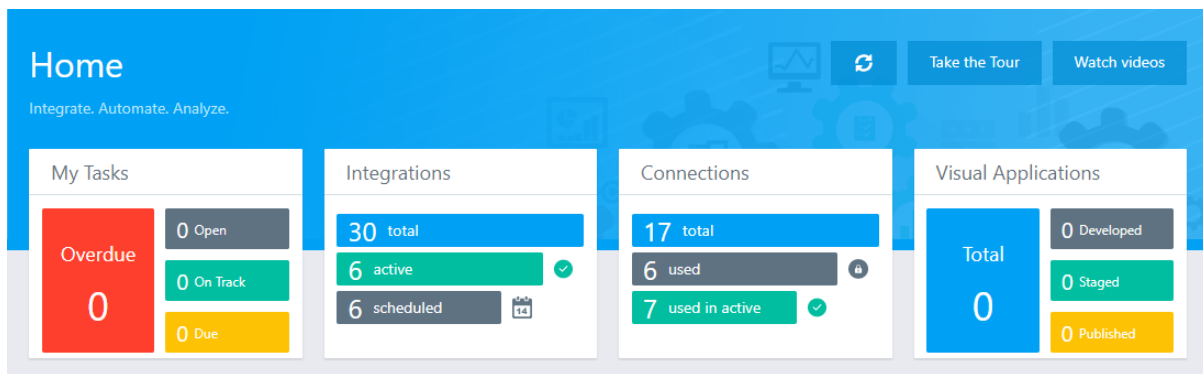 Home
Take the Tour
Watch videos
Integrate. Automate. Analyze.
My Tasks
Overdue
0
0 Open
0 On Track
0 Due
Integrations
30 total
6 active
6 scheduled
14
Connections
17 total
6 used
7 used in active
Visual Applications
Total
0
0 Developed
0 Staged
0 Published